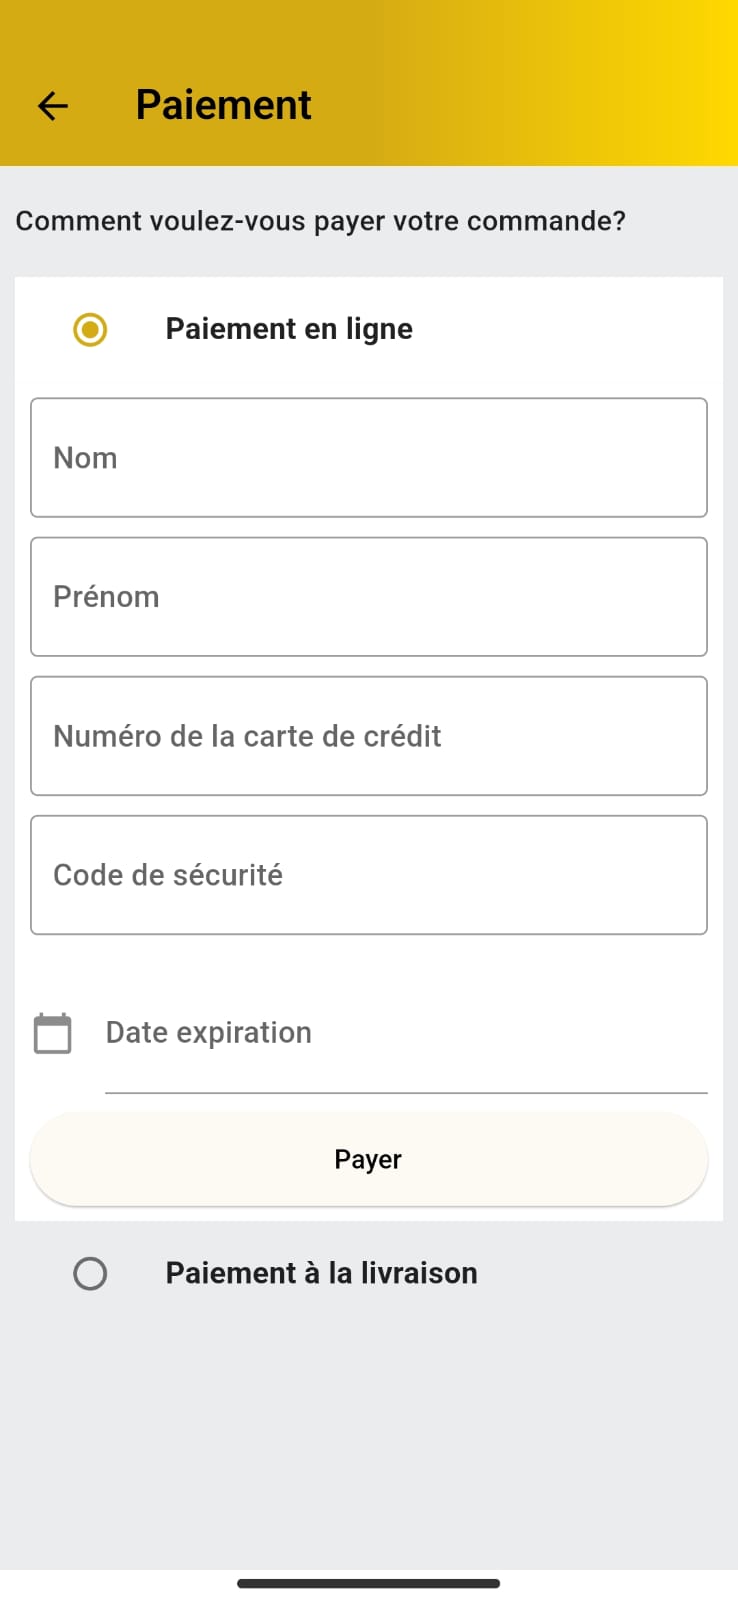 Paiement
Comment voulez-vous payer votre commande?
Paiement en ligne
Nom
Prénom
Numéro de la carte de crédit
Code de sécurité
Date expiration
Payer
Paiement à la livraison